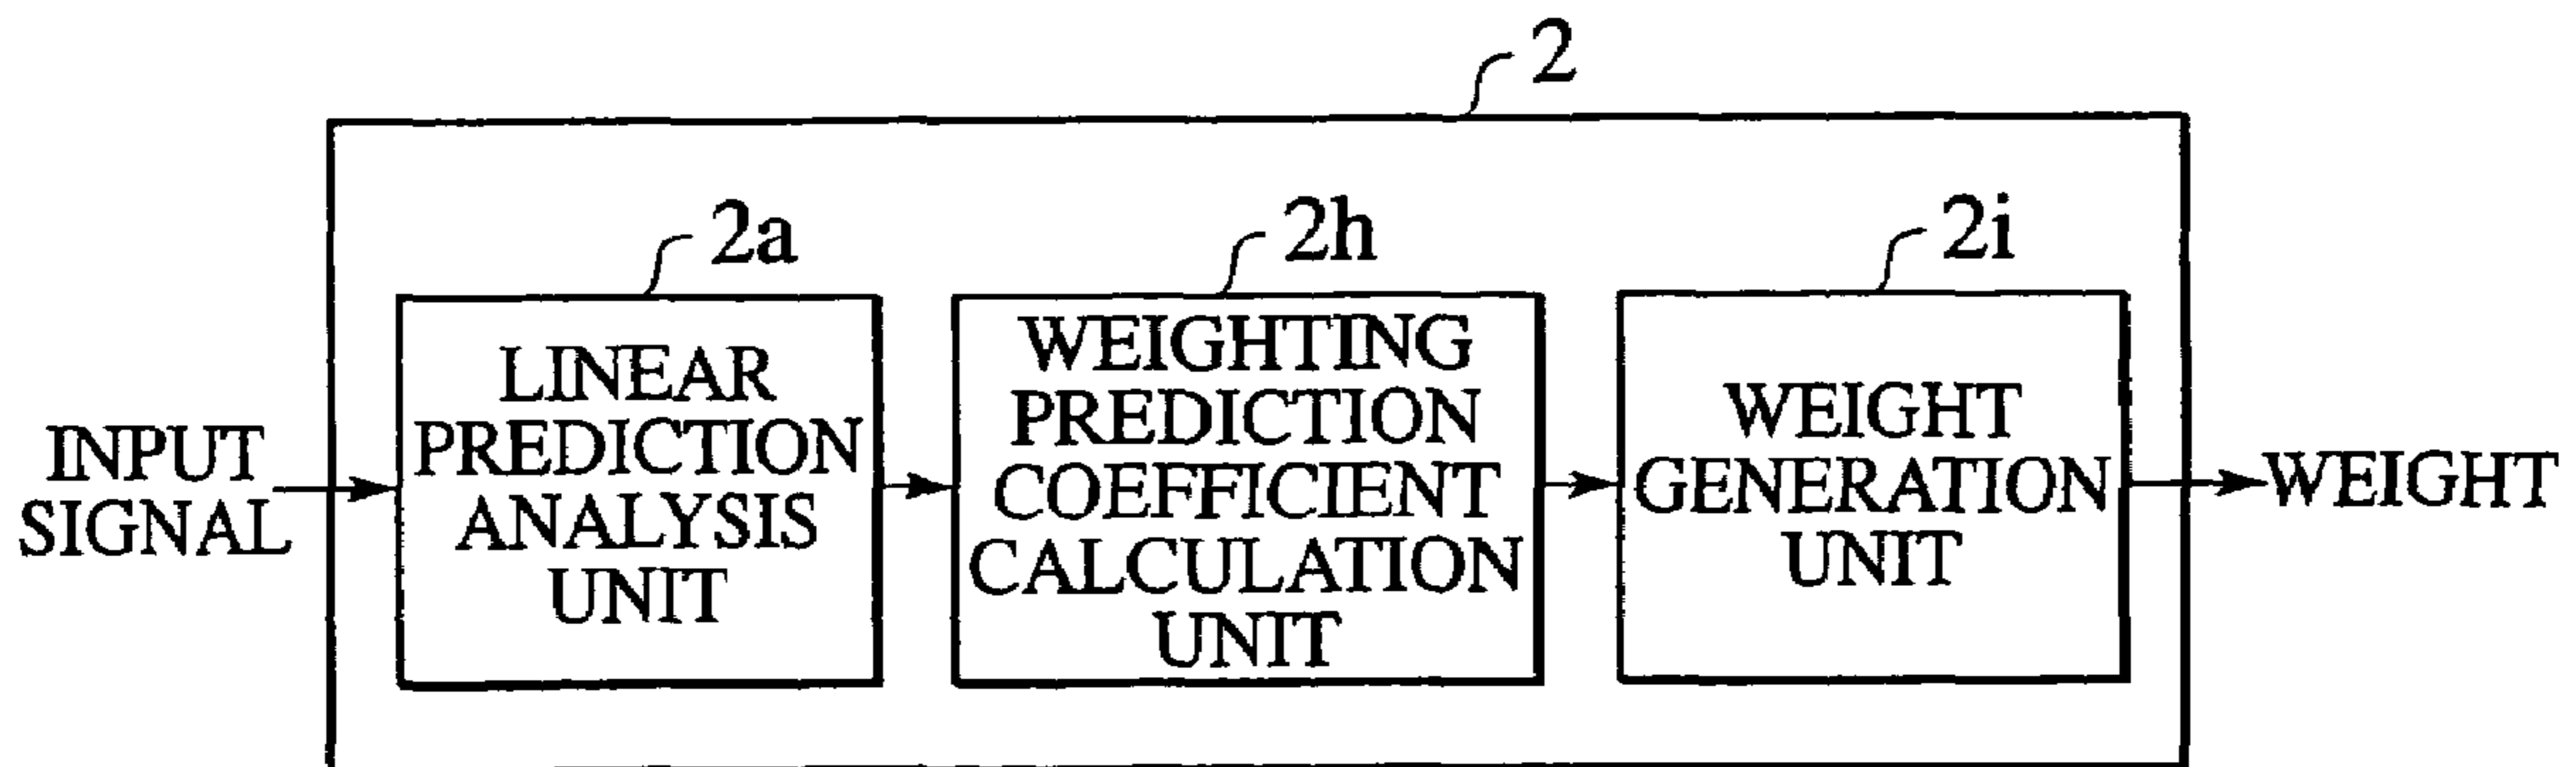 2
2a
2h
2i
INPUT
SIGNAL
LINEAR
PREDICTION
ANALYSIS
UNIT
WEIGHTING
PREDICTION
COEFFICIENT
CALCULATION
UNIT
WEIGHT
GENERATION
UNIT
WEIGHT